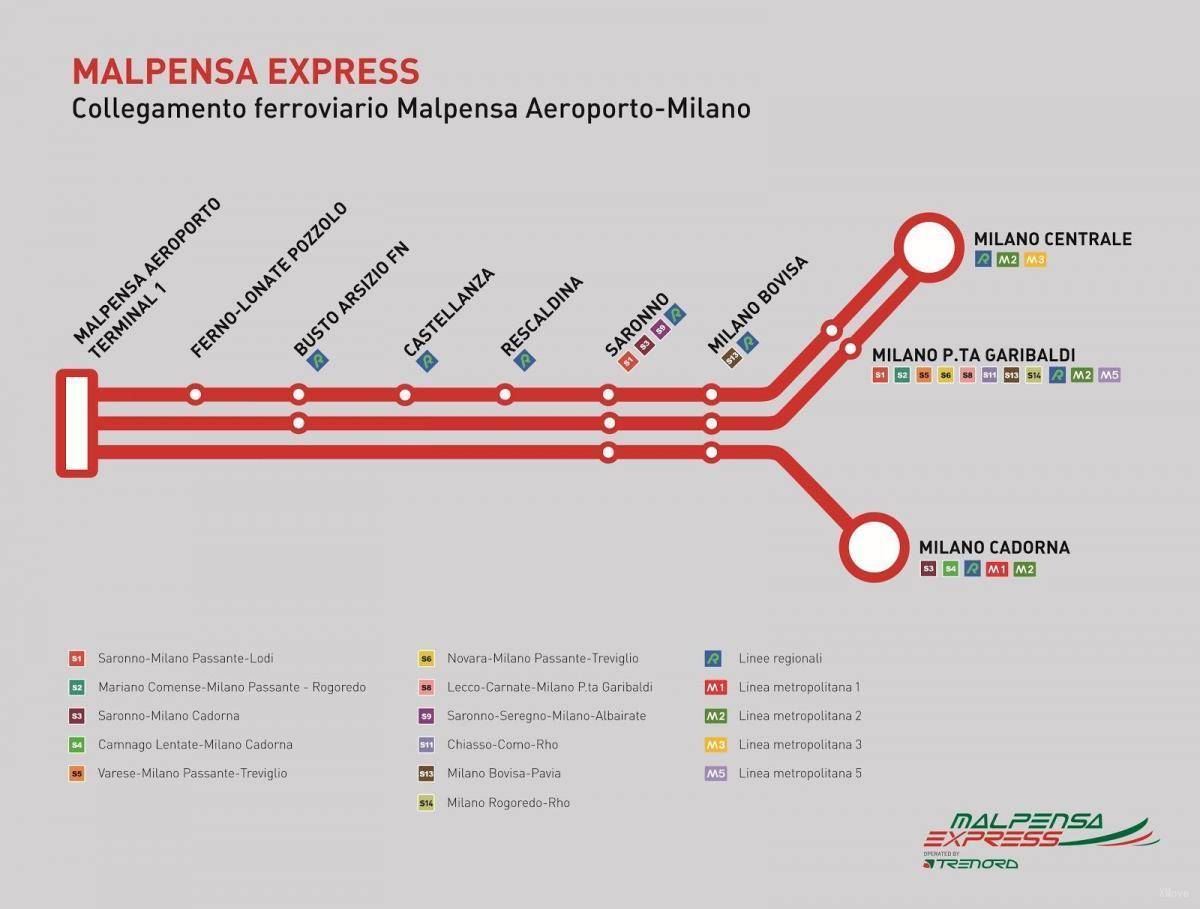 MALPENSA EXPRESS
Collegamento ferroviario Malpensa Aeroporto-Milano
MALPENSA AEROPORTO
TERMINAL 1
FERNO-LONATE POZZOLO
BUSTO ARSIZIO FN
R
CASTELLANZA
R
RESCALDINA
R
SARONNO
S1 S3 S9 R
MILANO BOVISA
S13 R
MILANO CENTRALE
R M2 M3
MILANO P.TA GARIBALDI
S1 S2 S5 S6 S8 S11 S13 S14 R M2 M5
MILANO CADORNA
S3 S4 R M1 M2
S1 Saronno-Milano Passante-Lodi
S2 Mariano Comense-Milano Passante - Rogoredo
S3 Saronno-Milano Cadorna
S4 Camnago Lentate-Milano Cadorna
S5 Varese-Milano Passante-Treviglio
S6 Novara-Milano Passante-Treviglio
S8 Lecco-Carnate-Milano P.ta Garibaldi
S9 Saronno-Seregno-Milano-Albairate
S11 Chiasso-Como-Rho
S13 Milano Bovisa-Pavia
S14 Milano Rogoredo-Rho
R Linee regionali
M1 Linea metropolitana 1
M2 Linea metropolitana 2
M3 Linea metropolitana 3
M5 Linea metropolitana 5
MALPENSA
EXPRESS
OPERATED BY
TRENORD